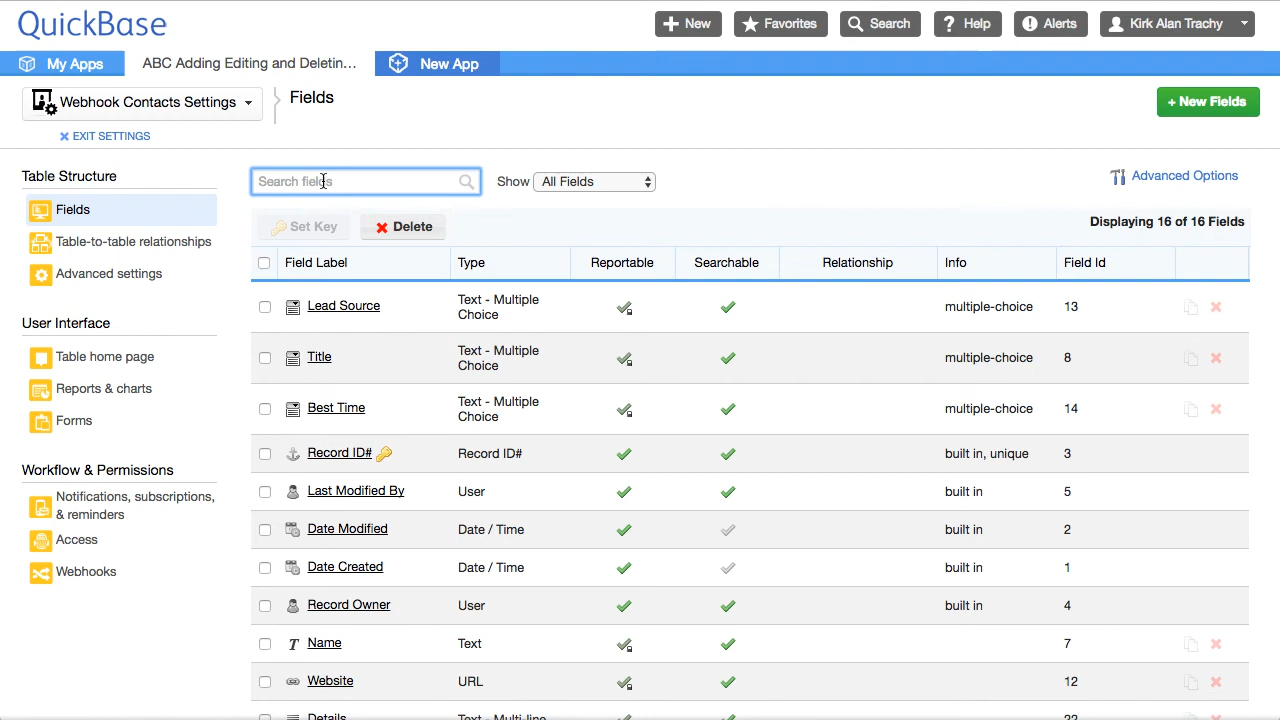 QuickBase
New
Favorites
Search
Help
Alerts
Kirk Alan Trachy
My Apps
ABC Adding Editing and Deletin...
New App
Webhook Contacts Settings
Fields
+ New Fields
EXIT SETTINGS
Table Structure
Fields
Table-to-table relationships
Advanced settings
User Interface
Table home page
Reports & charts
Forms
Workflow & Permissions
Notifications, subscriptions,
& reminders
Access
Webhooks
Search fields
Show
All Fields
Advanced Options
Set Key
Delete
Displaying 16 of 16 Fields
Field Label Type Reportable Searchable Relationship Info Field Id
Lead Source Text - Multiple
Choice multiple-choice 13
Title Text - Multiple
Choice multiple-choice 8
Best Time Text - Multiple
Choice multiple-choice 14
Record ID# Record ID# built in, unique 3
Last Modified By User built in 5
Date Modified Date / Time built in 2
Date Created Date / Time built in 1
Record Owner User built in 4
Name Text 7
Website URL 12
Details Text - Multi-line 22